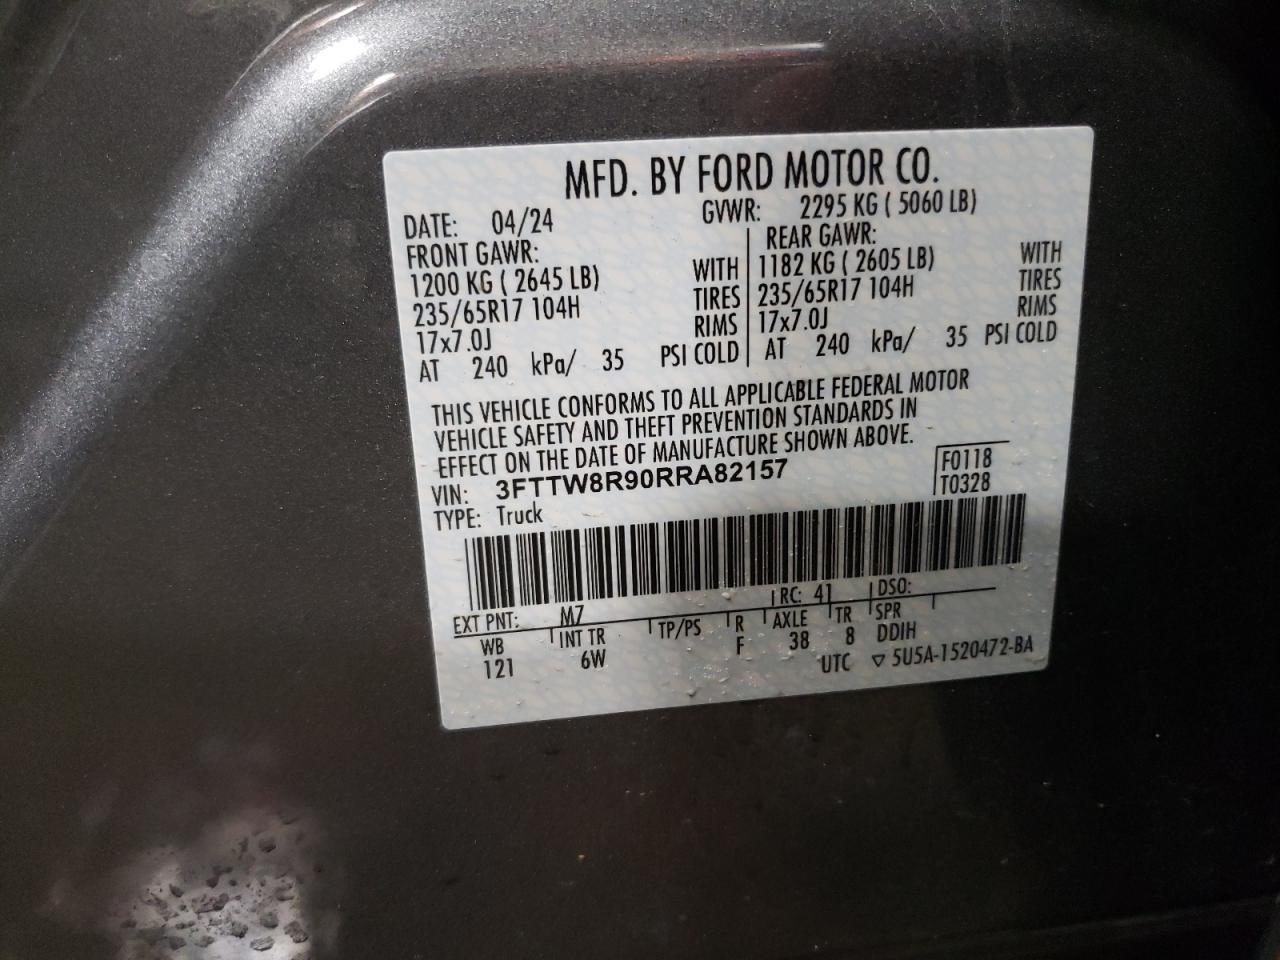 MFD. BY FORD MOTOR CO.
DATE: 04/24 GVWR: 2295 KG ( 5060 LB)
FRONT GAWR: REAR GAWR:
1200 KG ( 2645 LB) WITH 1182 KG ( 2605 LB) WITH
235/65R17 104H TIRES 235/65R17 104H TIRES
17x7.0J RIMS 17x7.0J RIMS
AT 240 kPa/ 35 PSI COLD AT 240 kPa/ 35 PSI COLD
THIS VEHICLE CONFORMS TO ALL APPLICABLE FEDERAL MOTOR
VEHICLE SAFETY AND THEFT PREVENTION STANDARDS IN
EFFECT ON THE DATE OF MANUFACTURE SHOWN ABOVE.
VIN: 3FTTW8R90RRA82157 F0118
TYPE: Truck T0328
EXT PNT: M7 RC: 41 DSO:
WB INT TR TP/PS R AXLE TR SPR
121 6W F 38 8 DDIH
UTC ▽ 5U5A-1520472-BA